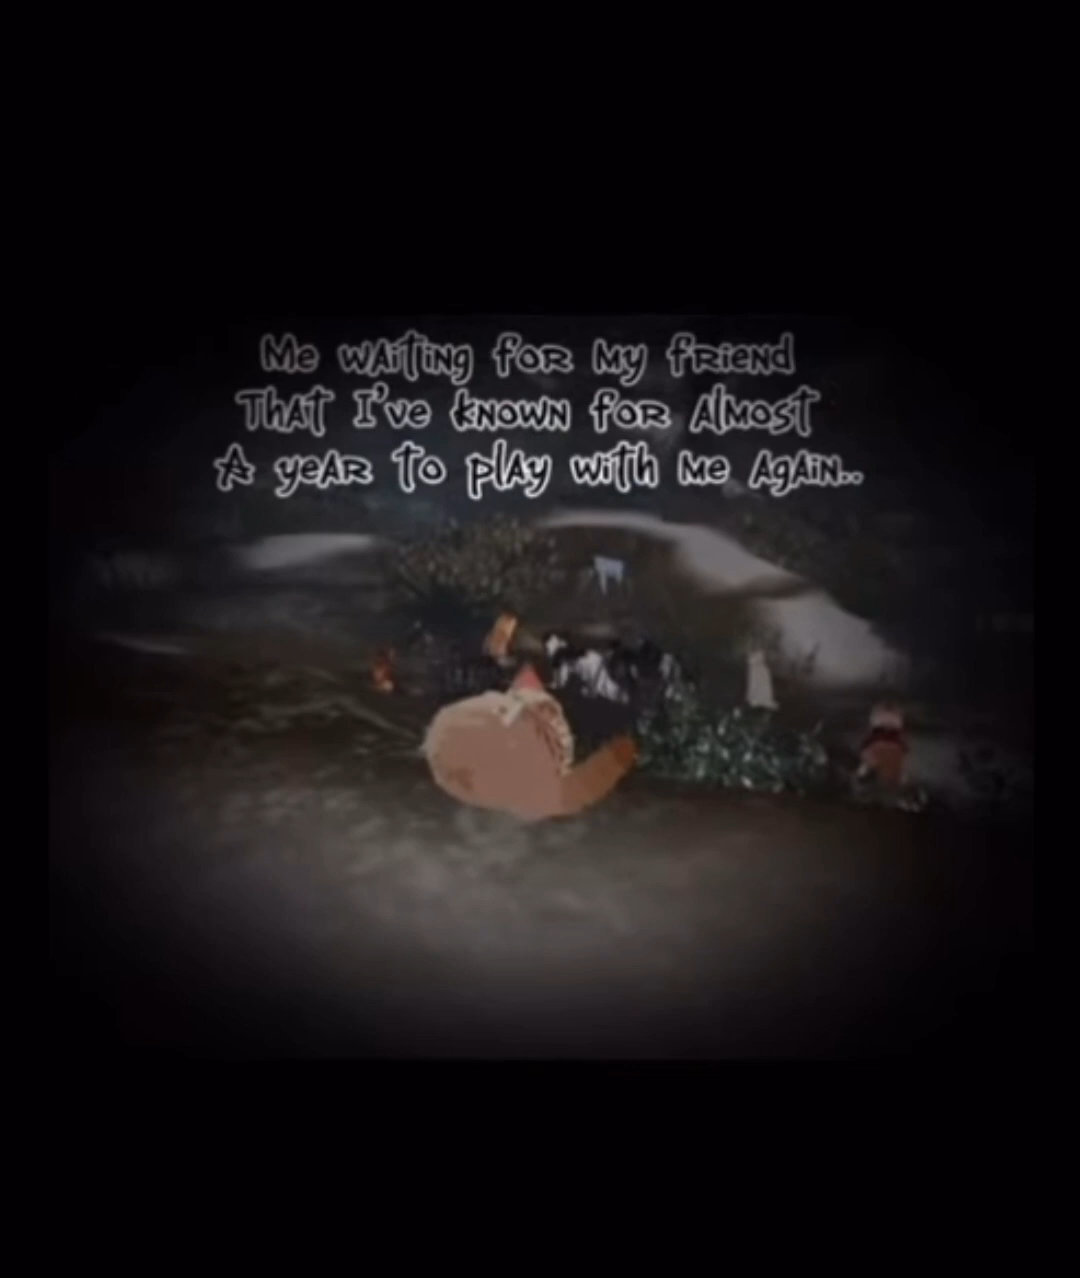 Me waiting for my friend
That I've known for almost
A year to play with me again..